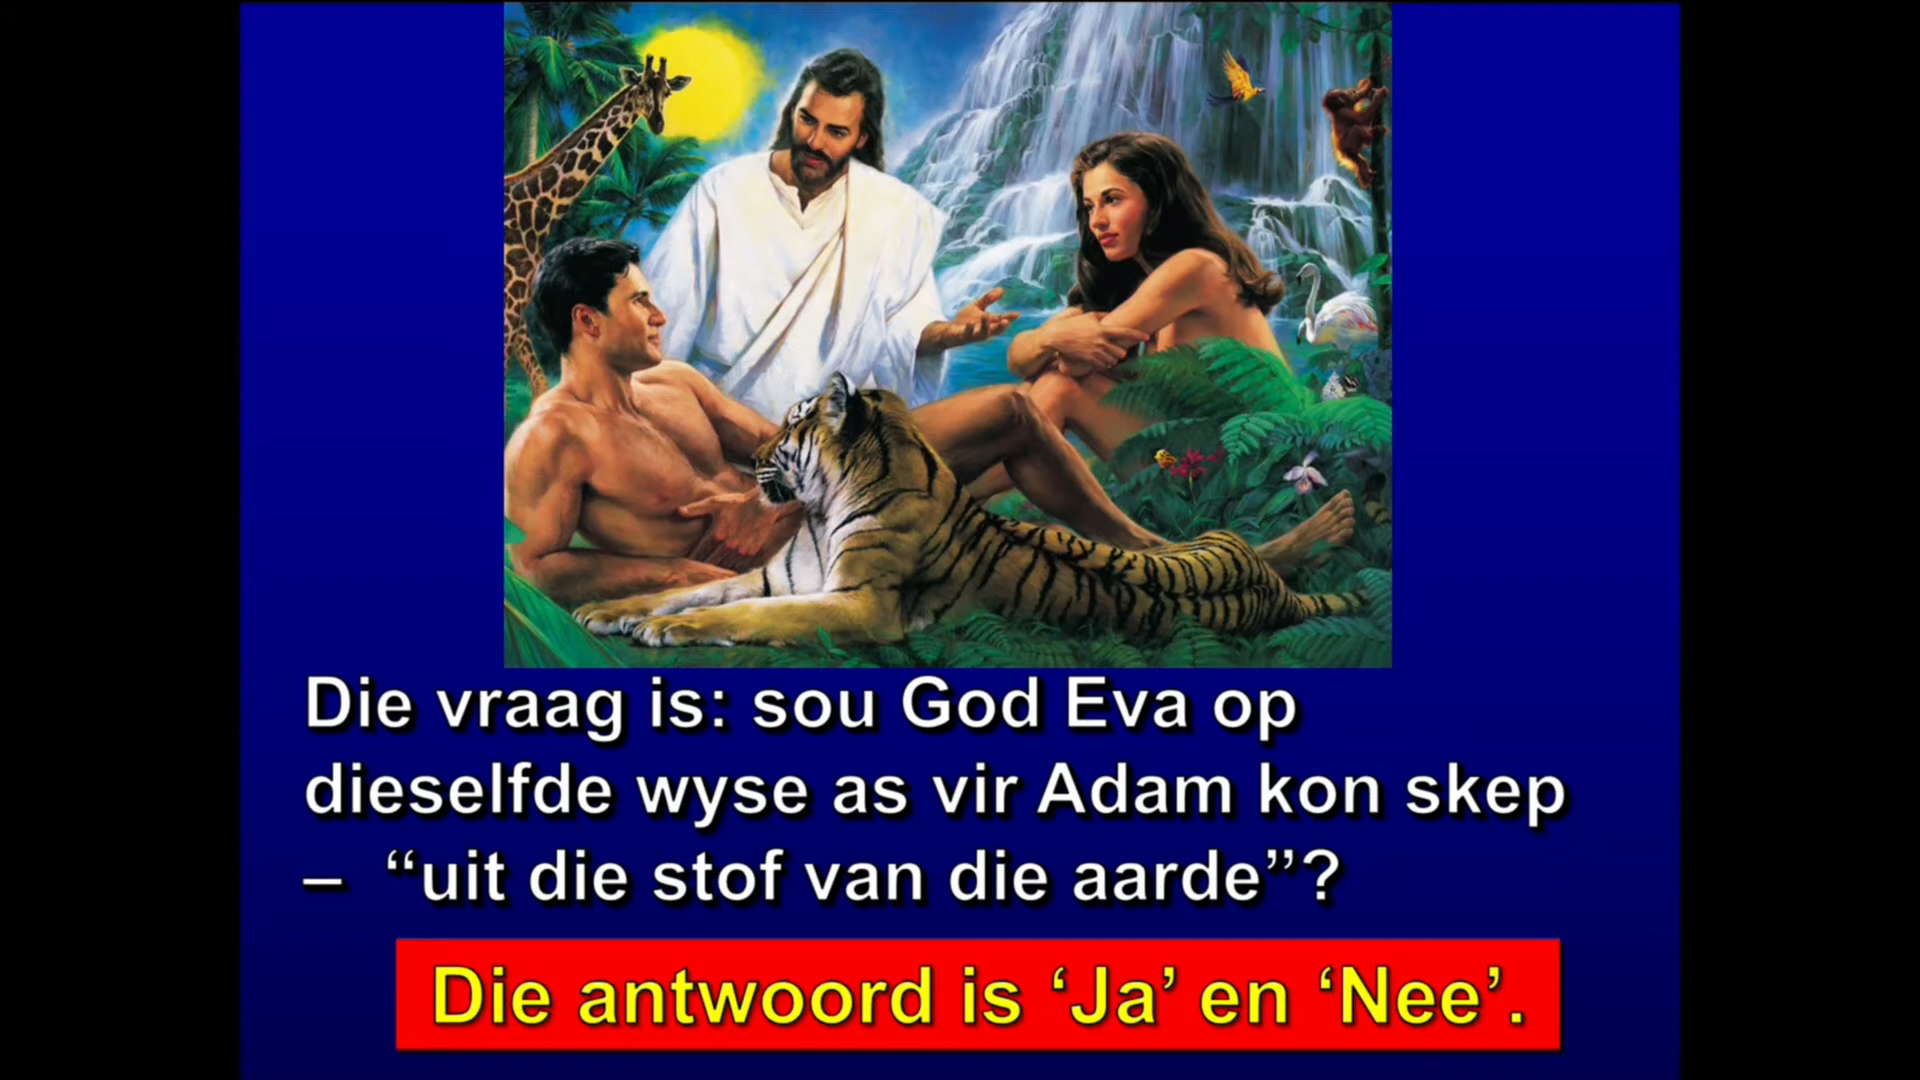 Die vraag is: sou God Eva op
dieselfde wyse as vir Adam kon skep
– “uit die stof van die aarde”?
Die antwoord is ‘Ja’ en ‘Nee’.